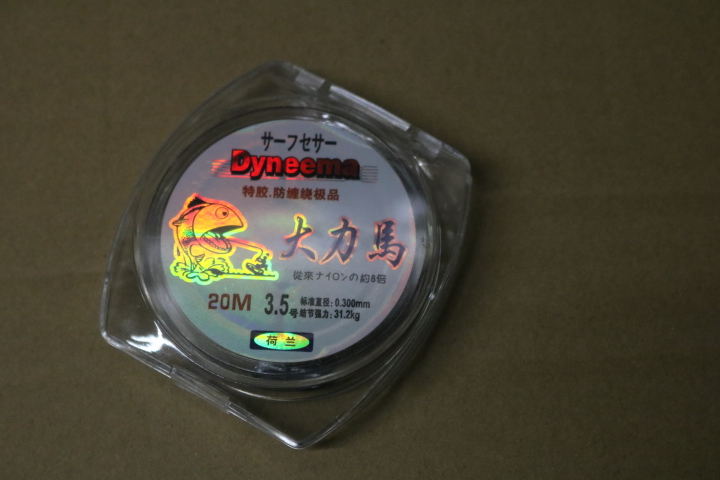 サーフセサー
Dyneema
特胶.防缠绕极品
大力馬
従來ナイロンの約8倍
20M 3.5号 标准直径:0.300mm
结节强力:31.2kg
荷兰